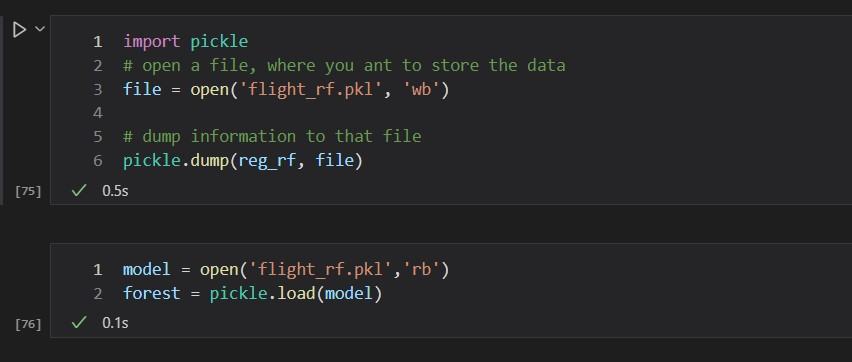 1 import pickle
2 # open a file, where you ant to store the data
3 file = open('flight_rf.pkl', 'wb')
4
5 # dump information to that file
6 pickle.dump(reg_rf, file)
[75] ✓ 0.5s
1 model = open('flight_rf.pkl','rb')
2 forest = pickle.load(model)
[76] ✓ 0.1s